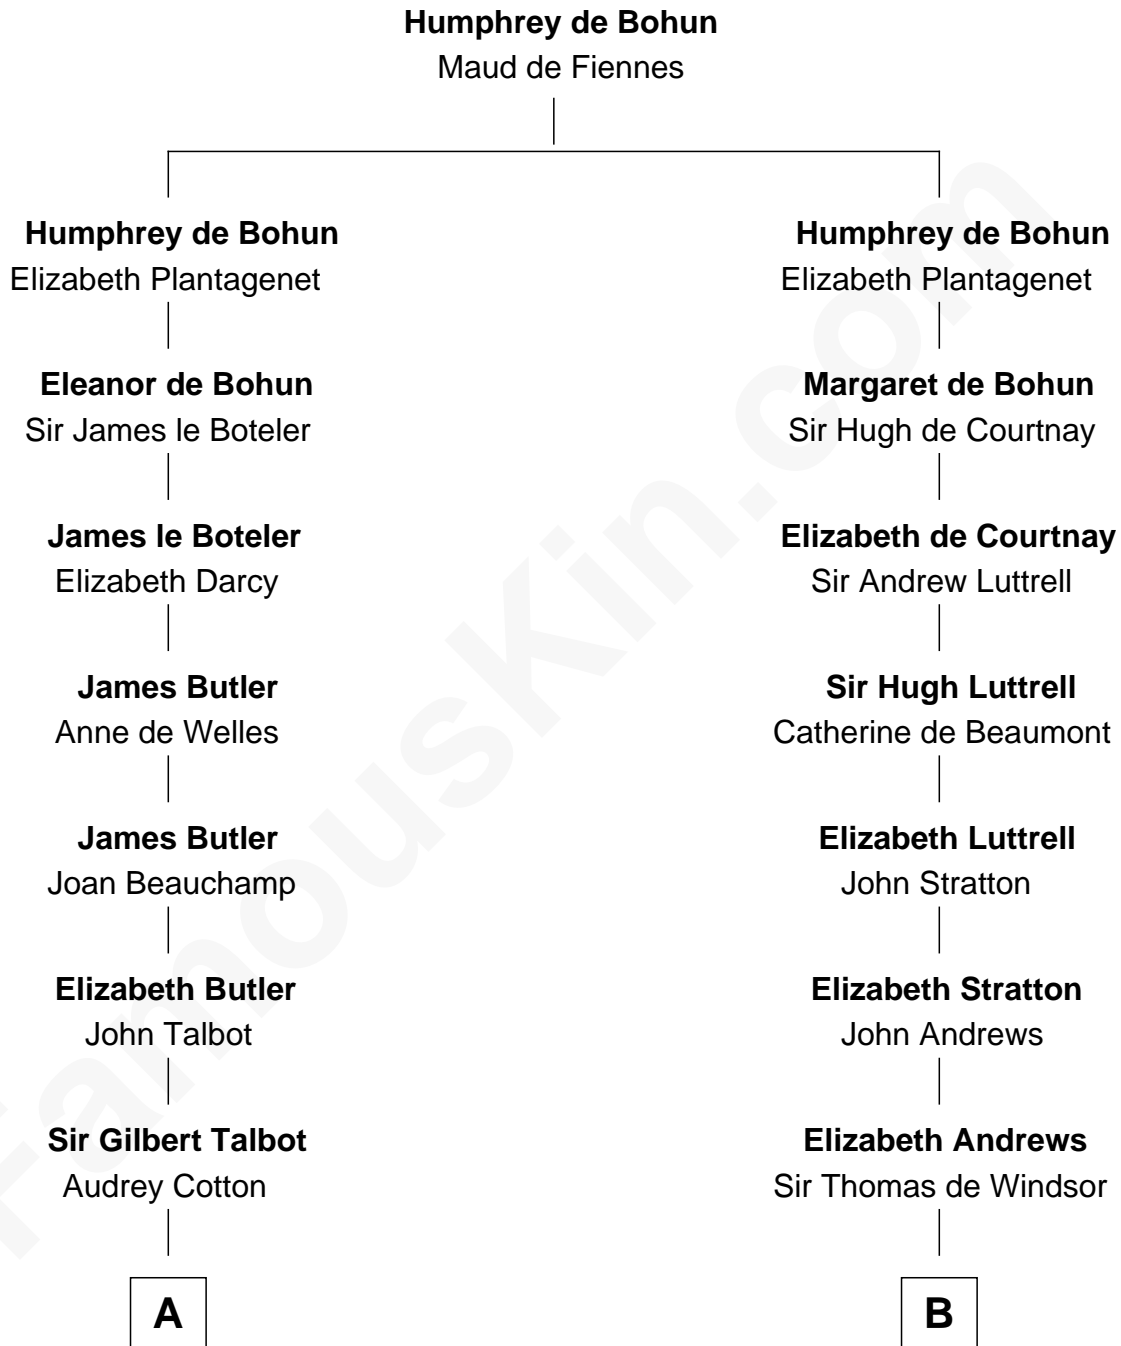 Humphrey de Bohun
Maud de Fiennes
Humphrey de Bohun
Elizabeth Plantagenet
Eleanor de Bohun
Sir James le Boteler
James le Boteler
Elizabeth Darcy
James Butler
Anne de Welles
James Butler
Joan Beauchamp
Elizabeth Butler
John Talbot
Sir Gilbert Talbot
Audrey Cotton
A
Humphrey de Bohun
Elizabeth Plantagenet
Margaret de Bohun
Sir Hugh de Courtnay
Elizabeth de Courtnay
Sir Andrew Luttrell
Sir Hugh Luttrell
Catherine de Beaumont
Elizabeth Luttrell
John Stratton
Elizabeth Stratton
John Andrews
Elizabeth Andrews
Sir Thomas de Windsor
B
FamousKin.com